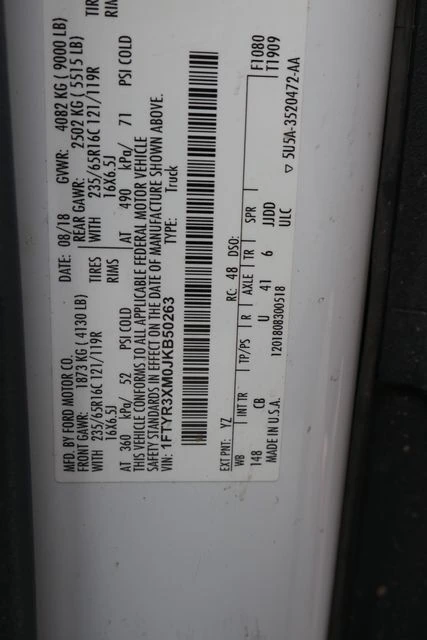 MFD. BY FORD MOTOR CO.
DATE: 08/18 GVWR: 4082 KG ( 9000 LB)
FRONT GAWR: 1873 KG ( 4130 LB) REAR GAWR: 2502 KG ( 5515 LB)
WITH 235/65R16C 121/119R TIRES WITH 235/65R16C 121/119R TIR
16X6.5J RIMS 16X6.5J RIM
AT 360 kPa/ 52 PSI COLD AT 490 kPa/ 71 PSI COLD
THIS VEHICLE CONFORMS TO ALL APPLICABLE FEDERAL MOTOR VEHICLE
SAFETY STANDARDS IN EFFECT ON THE DATE OF MANUFACTURE SHOWN ABOVE.
VIN: 1FTYR3XM0JKB50263 TYPE: Truck
F1080
T1909
EXT PNT: YZ RC: 48 DSO:
WB INT TR TP/PS R AXLE TR SPR
148 CB U 41 6 JJDD
MADE IN U.S.A. 1201808300518 ULC
▽ 5U5A-3520472-AA